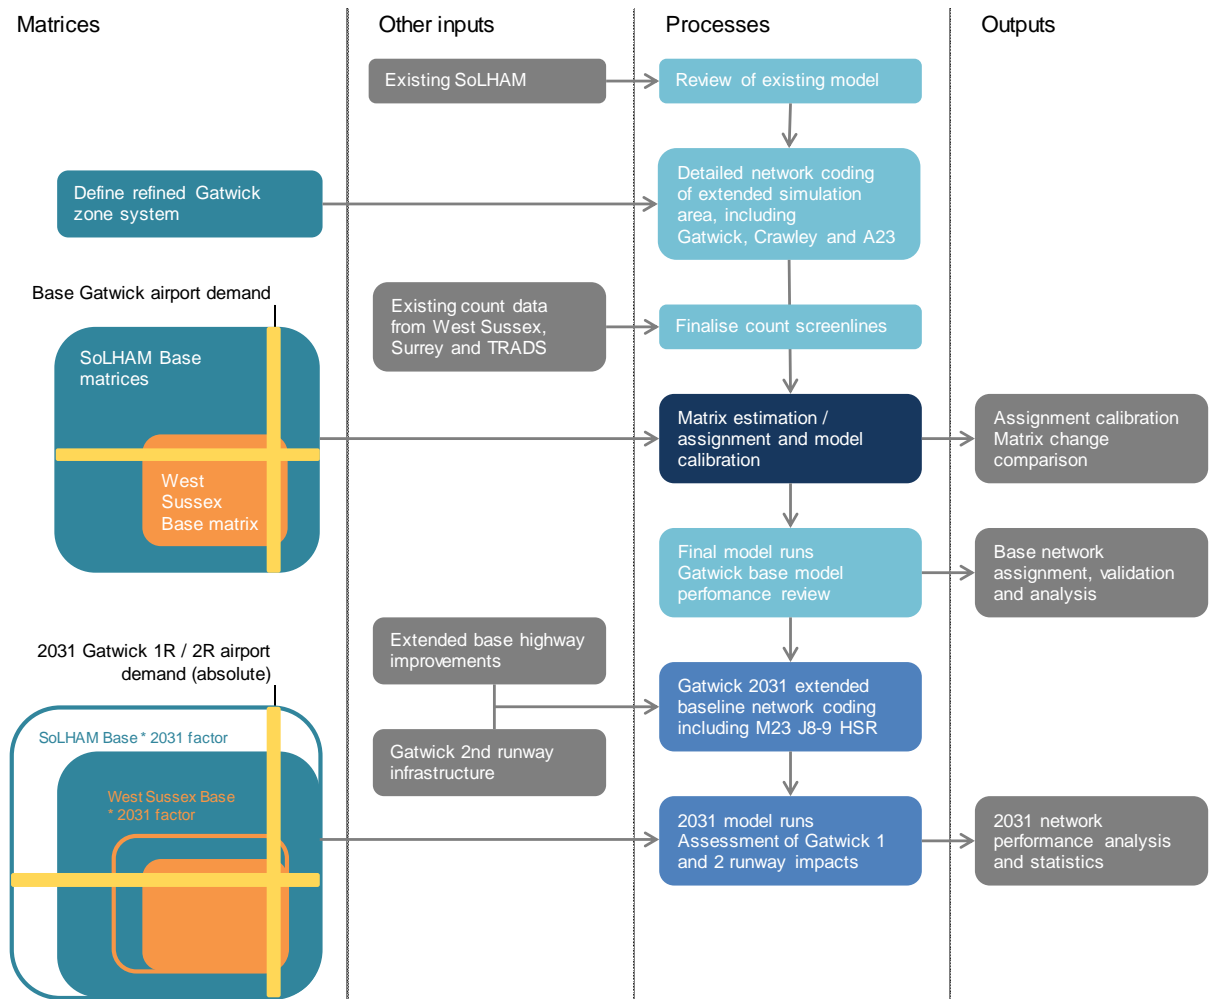 Matrices
Other inputs
Processes
Outputs
Existing SoLHAM
Review of existing model
Define refined Gatwick
zone system
Detailed network coding
of extended simulation
area, including
Gatwick, Crawley and A23
Base Gatwick airport demand
SoLHAM Base
matrices
West
Sussex
Base matrix
Existing count data
from West Sussex,
Surrey and TRADS
Finalise count screenlines
Matrix estimation /
assignment and model
calibration
Assignment calibration
Matrix change
comparison
Final model runs
Gatwick base model
perfomance review
Base network
assignment, validation
and analysis
2031 Gatwick 1R / 2R airport
demand (absolute)
SoLHAM Base * 2031 factor
West Sussex Base
* 2031 factor
Extended base highway
improvements
Gatwick 2nd runway
infrastructure
Gatwick 2031 extended
baseline network coding
including M23 J8-9 HSR
2031 model runs
Assessment of Gatwick 1
and 2 runway impacts
2031 network
performance analysis
and statistics